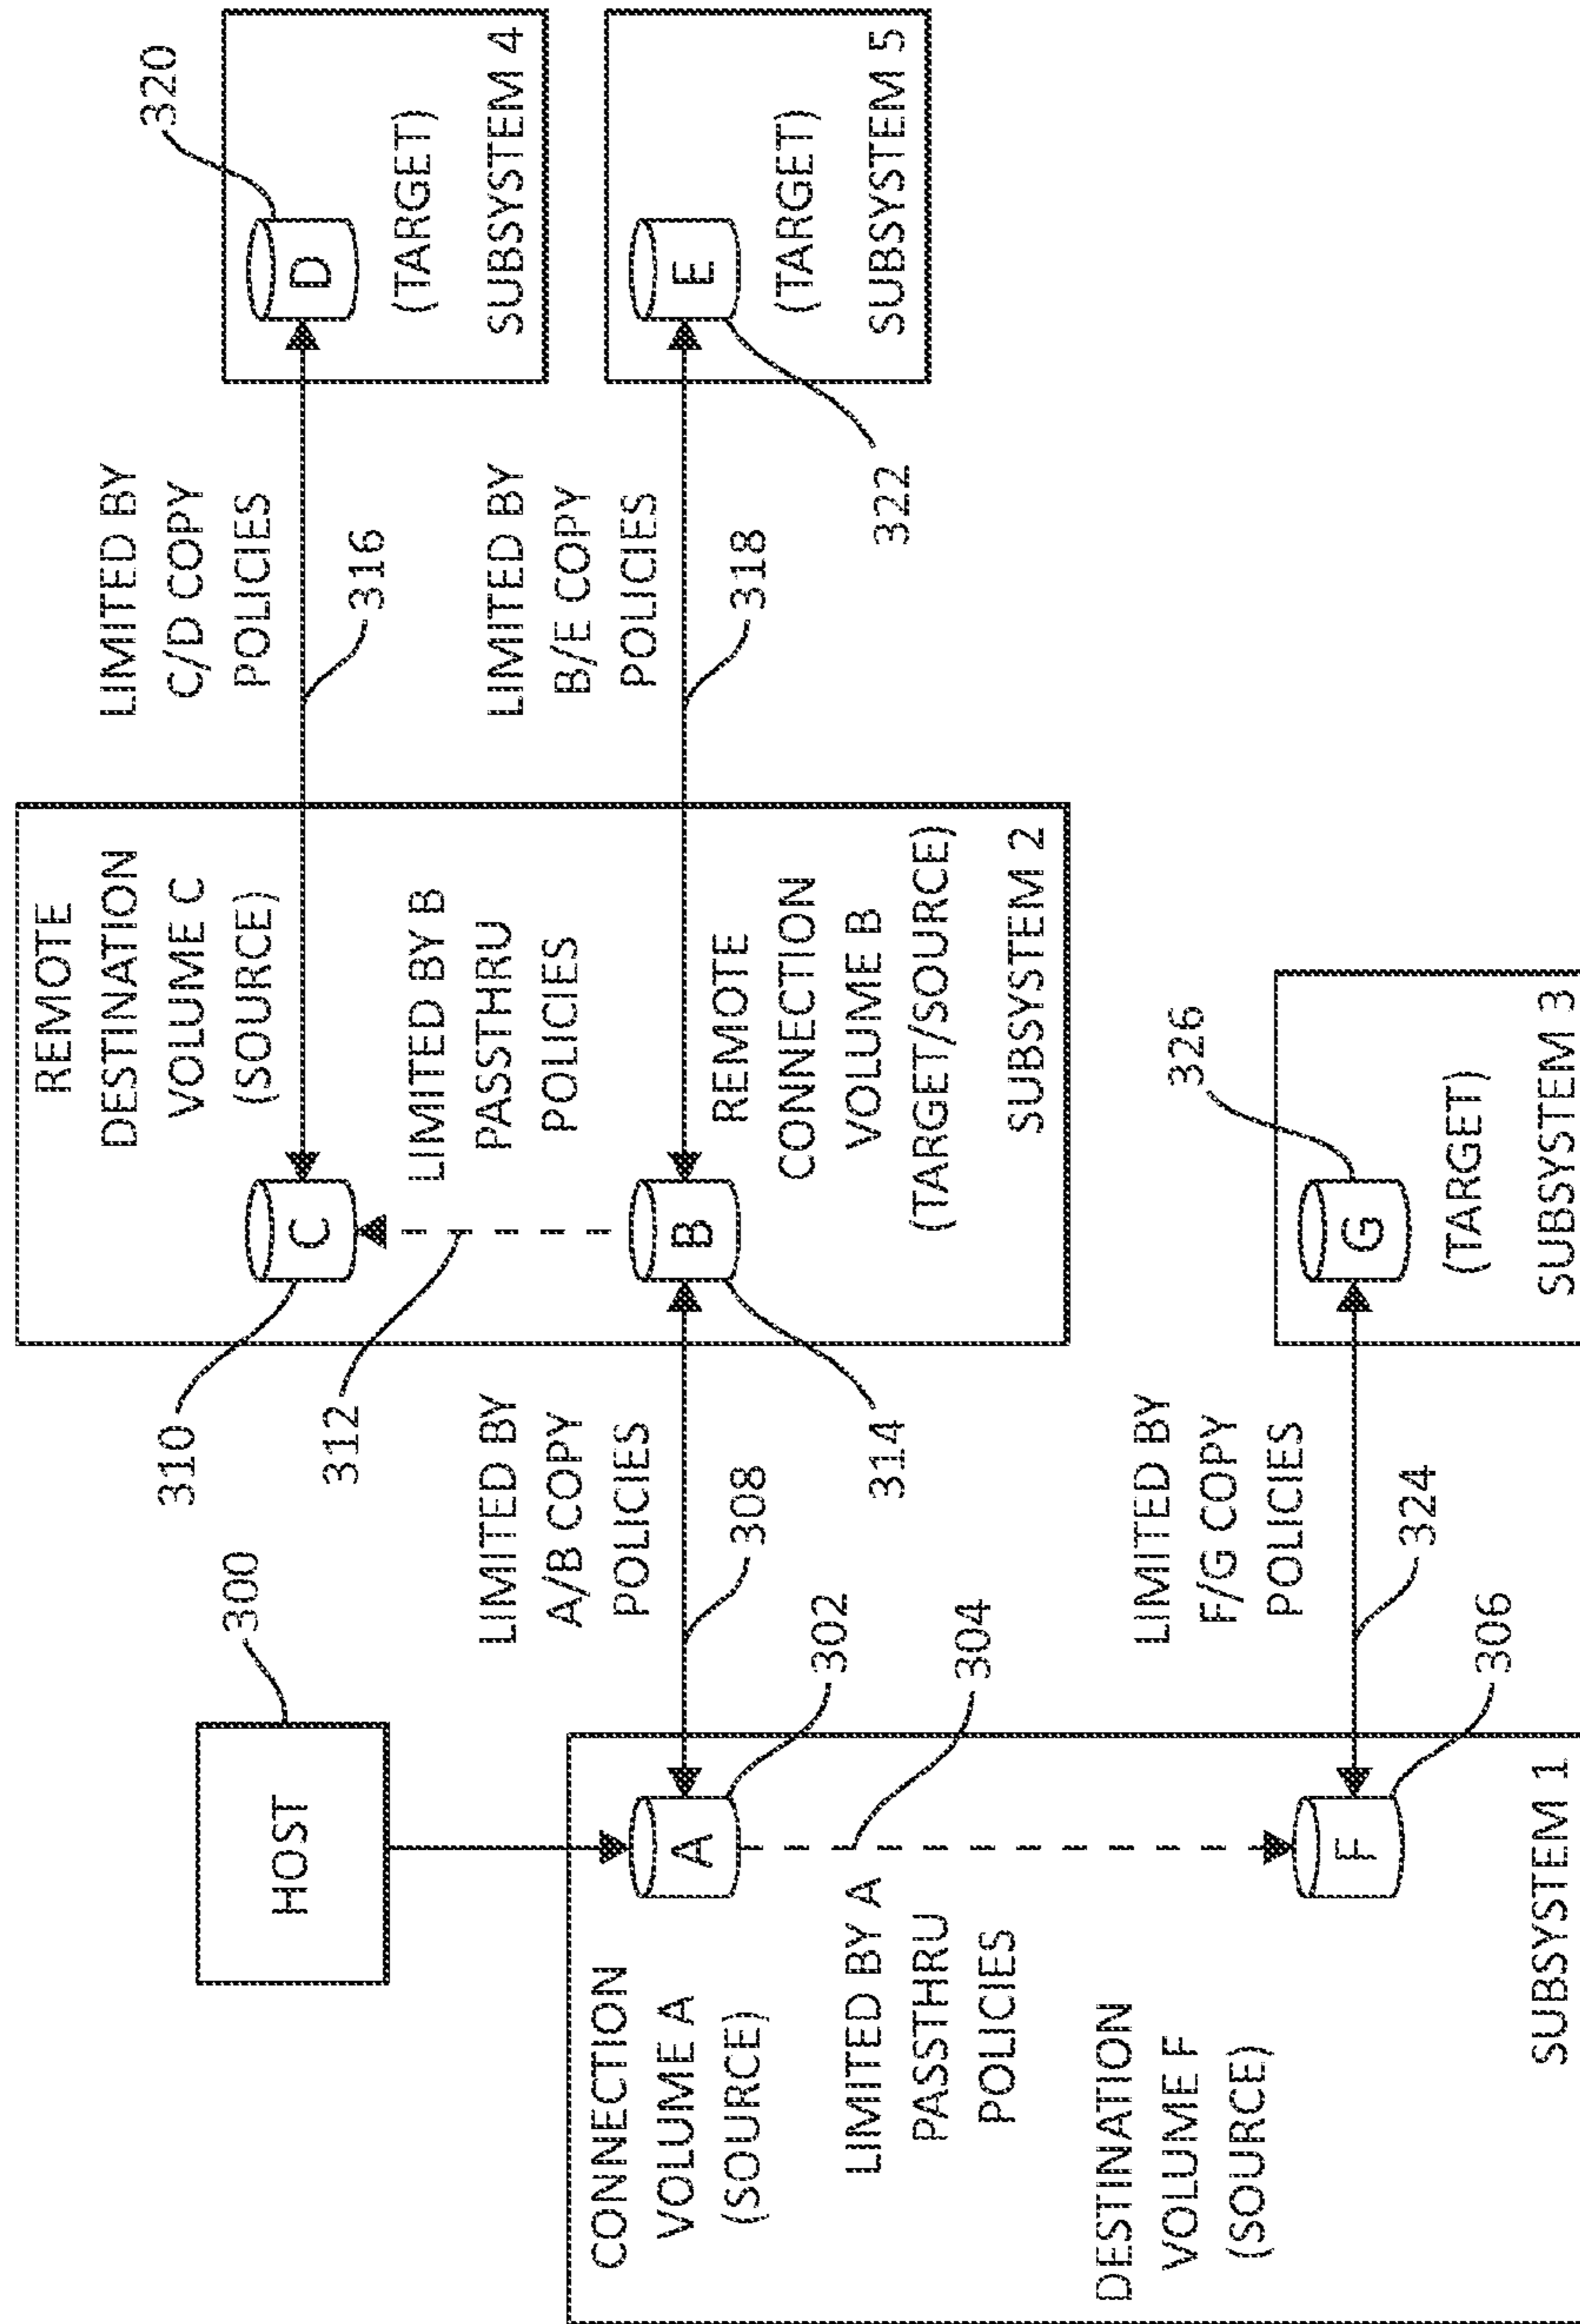 HOST
300
CONNECTION
VOLUME A
(SOURCE)
A
302
LIMITED BY A
PASSTHRU
POLICIES
304
DESTINATION
VOLUME F
(SOURCE)
F
306
SUBSYSTEM 1
LIMITED BY
A/B COPY
POLICIES
308
LIMITED BY
F/G COPY
POLICIES
324
REMOTE
DESTINATION
VOLUME C
(SOURCE)
C
310
312
LIMITED BY B
PASSTHRU
POLICIES
B
314
REMOTE
CONNECTION
VOLUME B
(TARGET/SOURCE)
SUBSYSTEM 2
326
G
(TARGET)
SUBSYSTEM 3
LIMITED BY
C/D COPY
POLICIES
316
LIMITED BY
B/E COPY
POLICIES
318
320
D
(TARGET)
SUBSYSTEM 4
E
322
(TARGET)
SUBSYSTEM 5